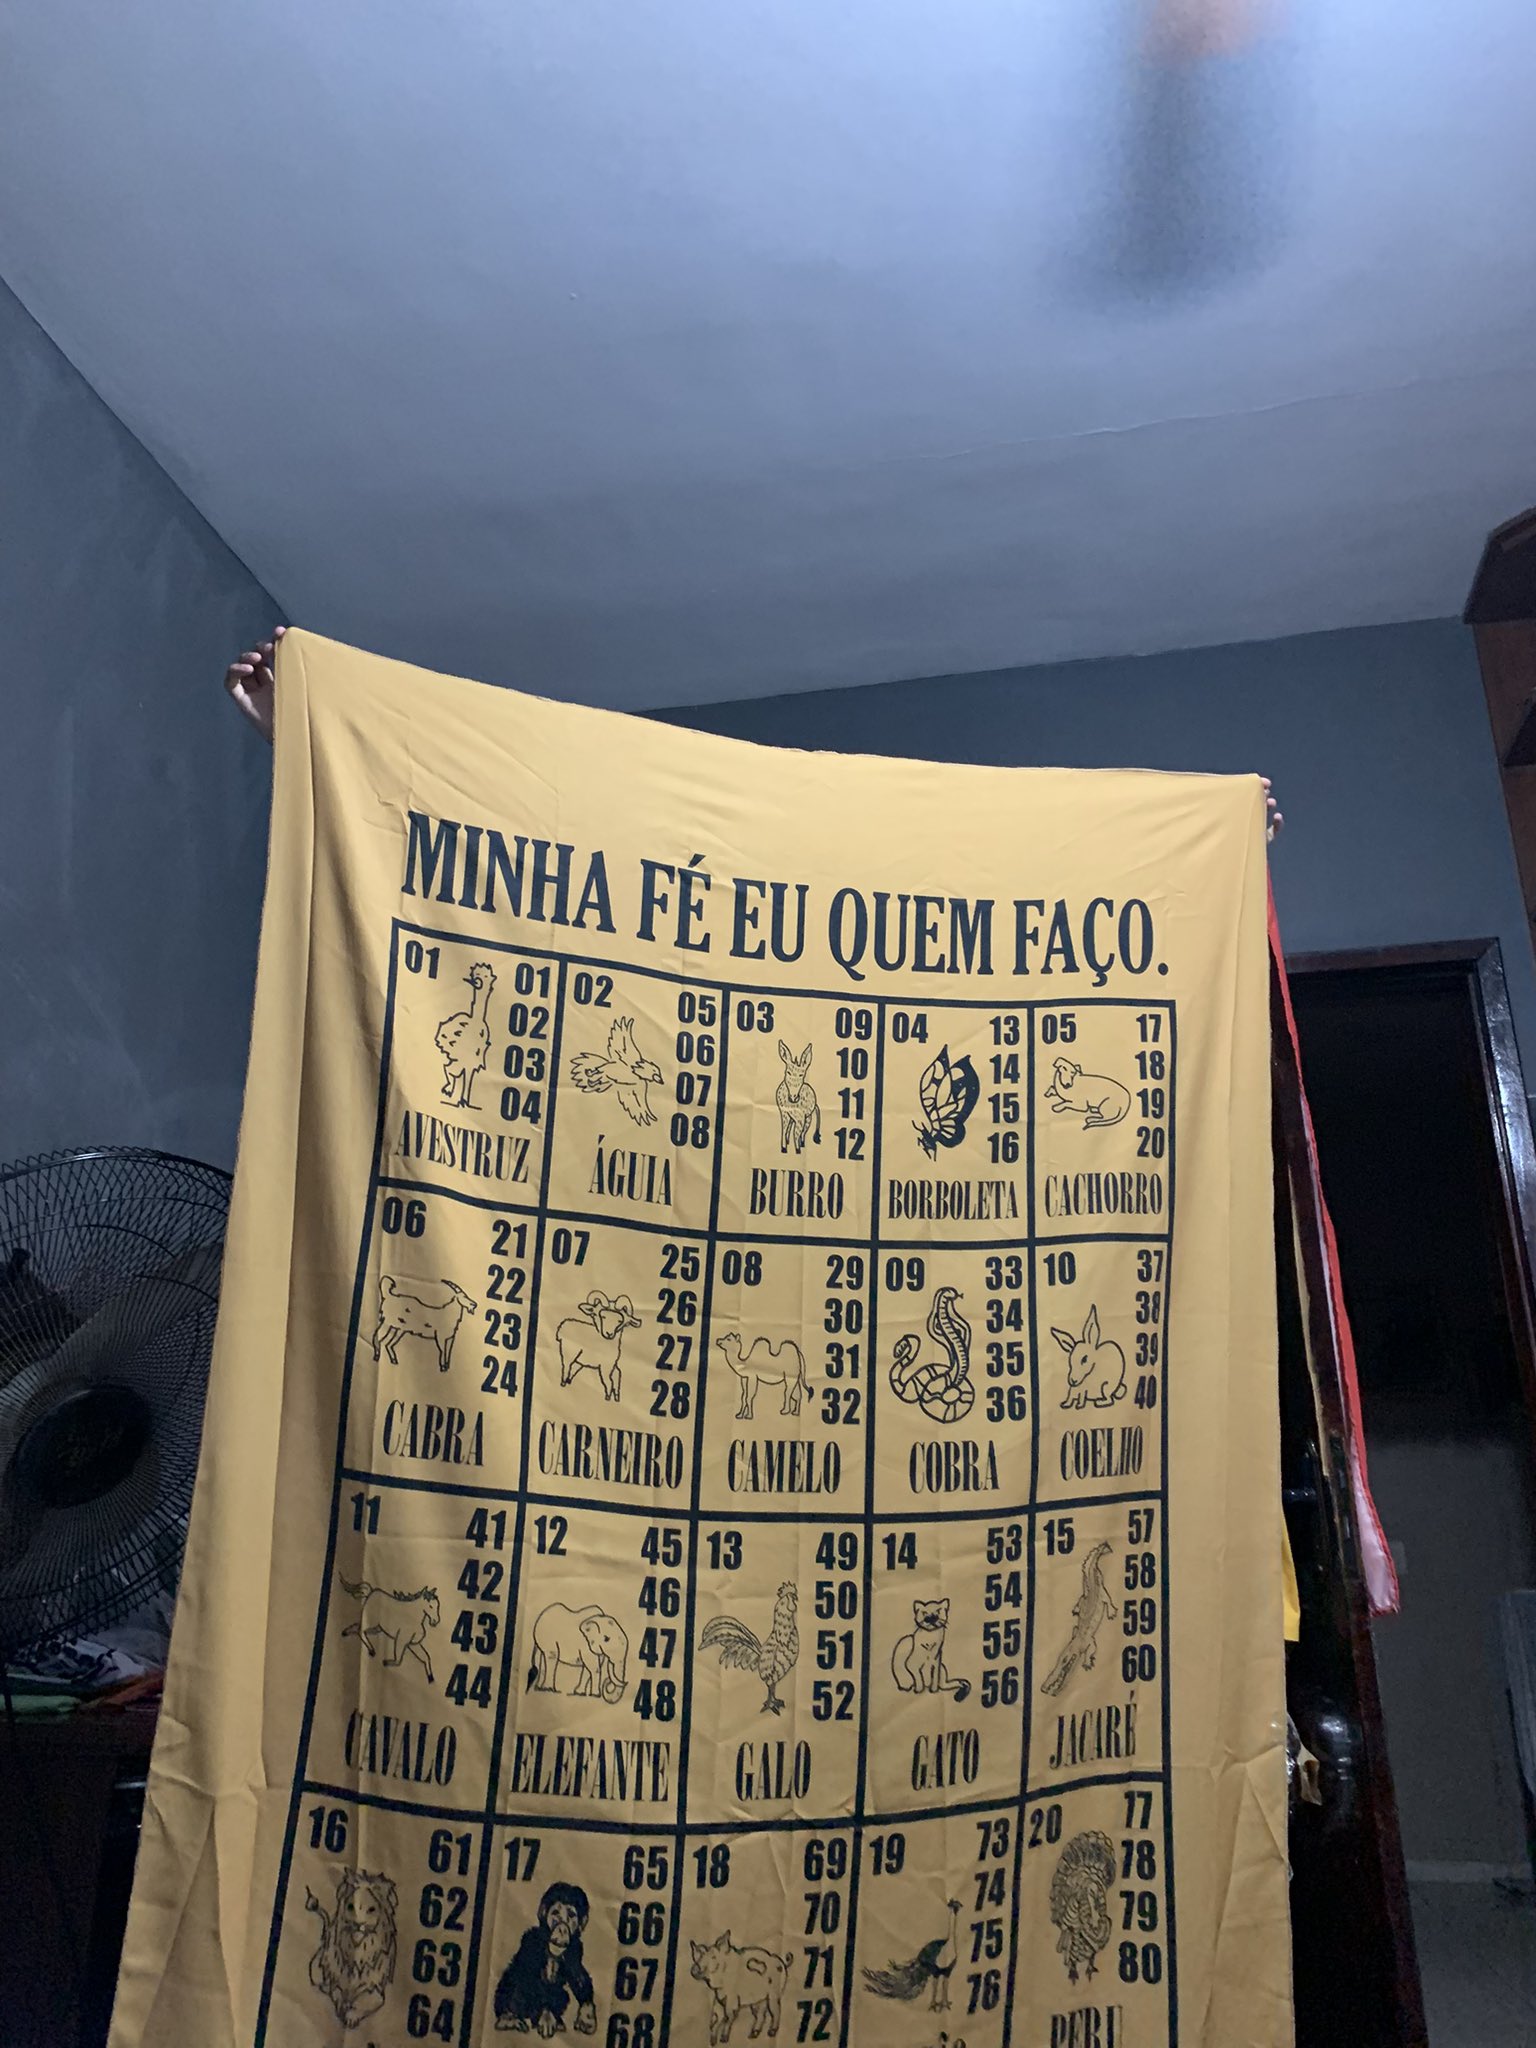 MINHA FÉ EU QUEM FAÇO.
01 01 02 03 04 AVESTRUZ
02 05 06 07 08 ÁGUIA
03 09 10 11 12 BURRO
04 13 14 15 16 BORBOLETA
05 17 18 19 20 CACHORRO
06 21 22 23 24 CABRA
07 25 26 27 28 CARNEIRO
08 29 30 31 32 CAMELO
09 33 34 35 36 COBRA
10 37 38 39 40 COELHO
11 41 42 43 44 CAVALO
12 45 46 47 48 ELEFANTE
13 49 50 51 52 GALO
14 53 54 55 56 GATO
15 57 58 59 60 JACARÉ
16 61 62 63 64
17 65 66 67 68
18 69 70 71 72
19 73 74 75 76
20 77 78 79 80 PERU